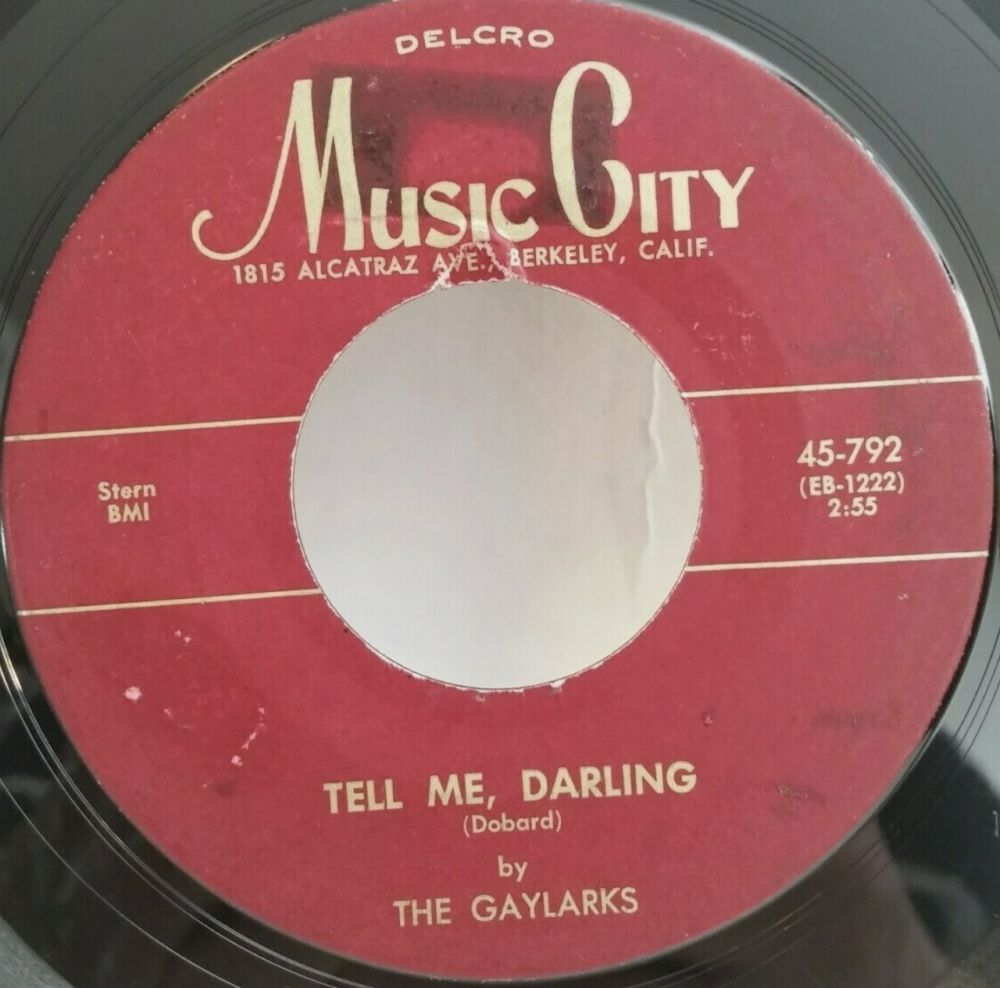 DELCRO
MUSIC CITY
1815 ALCATRAZ AVE., BERKELEY, CALIF.
Stern
BMI
45-792
(EB-1222)
2:55
TELL ME, DARLING
(Dobard)
by
THE GAYLARKS